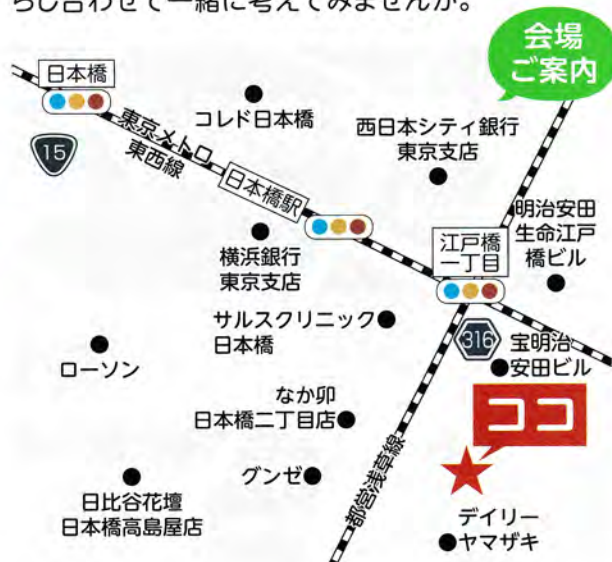 らし合わせて一緒に考えてみませんか。
会場
ご案内
日本橋
コレド日本橋
西日本シティ銀行
東京支店
15
東京メトロ
東西線
日本橋駅
明治安田
生命江戸
橋ビル
江戸橋
一丁目
横浜銀行
東京支店
サルスクリニック
日本橋
316
宝明治
安田ビル
ローソン
ココ
なか卯
日本橋二丁目店
グンゼ
都営浅草線
日比谷花壇
日本橋高島屋店
デイリー
ヤマザキ